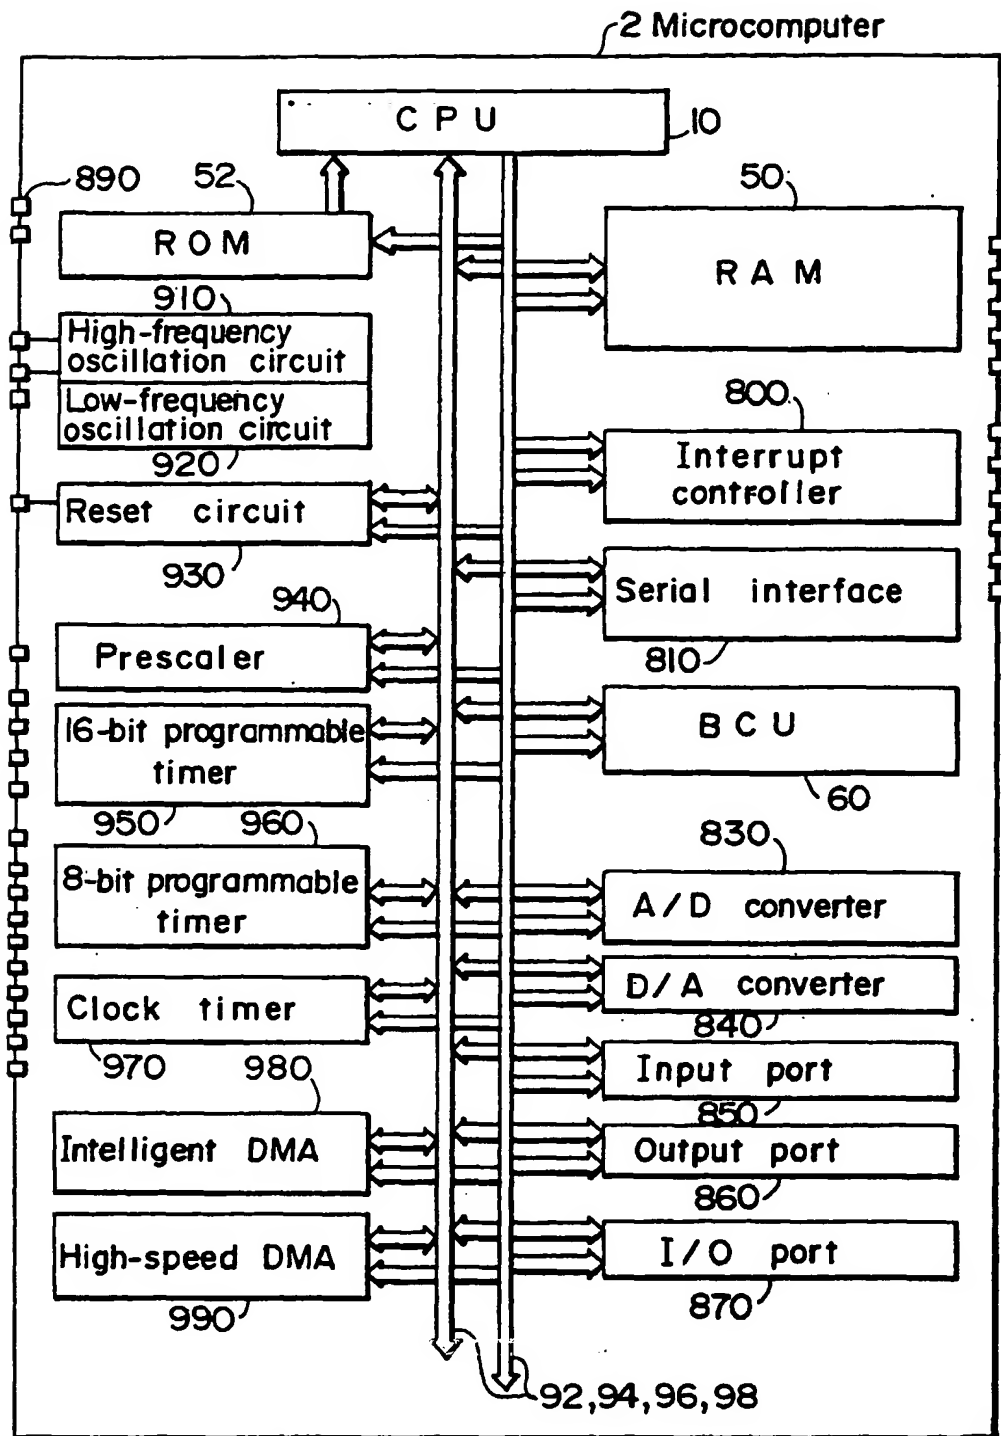 2 Microcomputer
CPU
10
890
52
ROM
50
RAM
910
High-frequency
oscillation circuit
Low-frequency
oscillation circuit
920
800
Interrupt
controller
Reset circuit
930
Serial interface
810
940
Prescaler
16-bit programmable
timer
950
BCU
60
960
8-bit programmable
timer
830
A/D converter
D/A converter
840
Clock timer
970
Input port
850
980
Intelligent DMA
Output port
860
High-speed DMA
990
I/O port
870
92,94,96,98